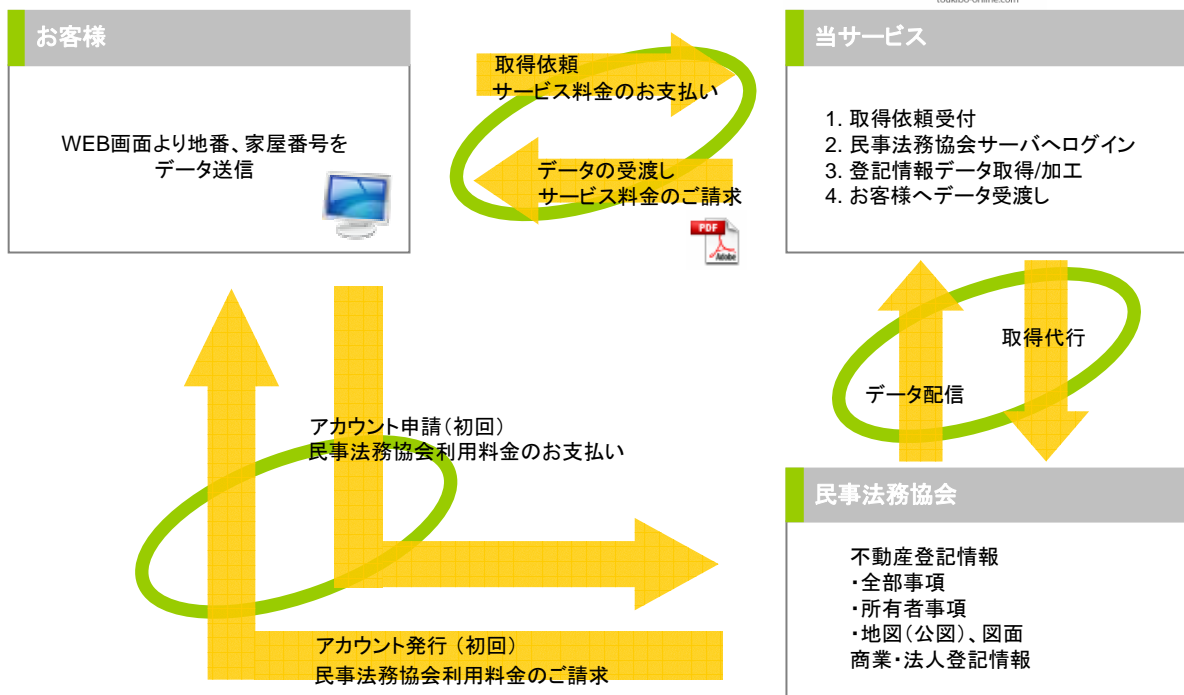 toukibo-online.com
お客様
WEB画面より地番、家屋番号を
データ送信
取得依頼
サービス料金のお支払い
データの受渡し
サービス料金のご請求
PDF
Adobe
当サービス
1. 取得依頼受付
2. 民事法務協会サーバへログイン
3. 登記情報データ取得/加工
4. お客様へデータ受渡し
取得代行
データ配信
アカウント申請(初回)
民事法務協会利用料金のお支払い
アカウント発行 (初回)
民事法務協会利用料金のご請求
民事法務協会
不動産登記情報
・全部事項
・所有者事項
・地図(公図)、図面
商業・法人登記情報